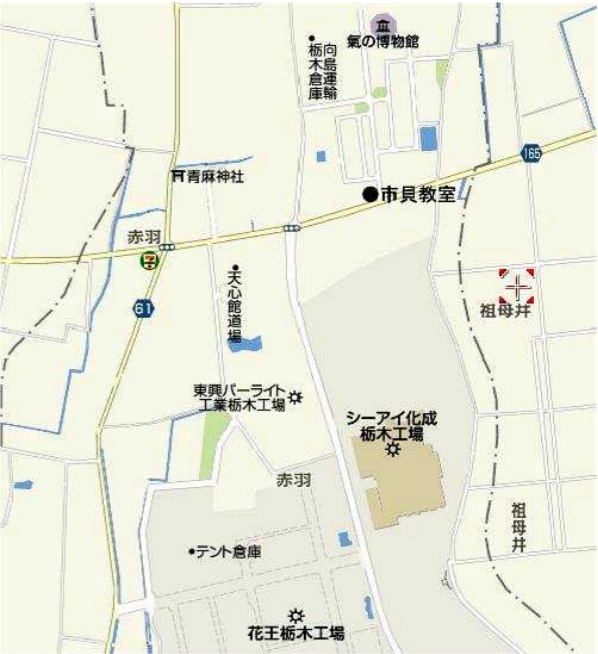 氣の博物館
向島運輸
栃木倉庫
165
青麻神社
●市貝教室
赤羽
7
61
天心館道場
祖母井
東興パーライト
工業栃木工場
シーアイ化成
栃木工場
赤羽
祖母井
テント倉庫
花王栃木工場